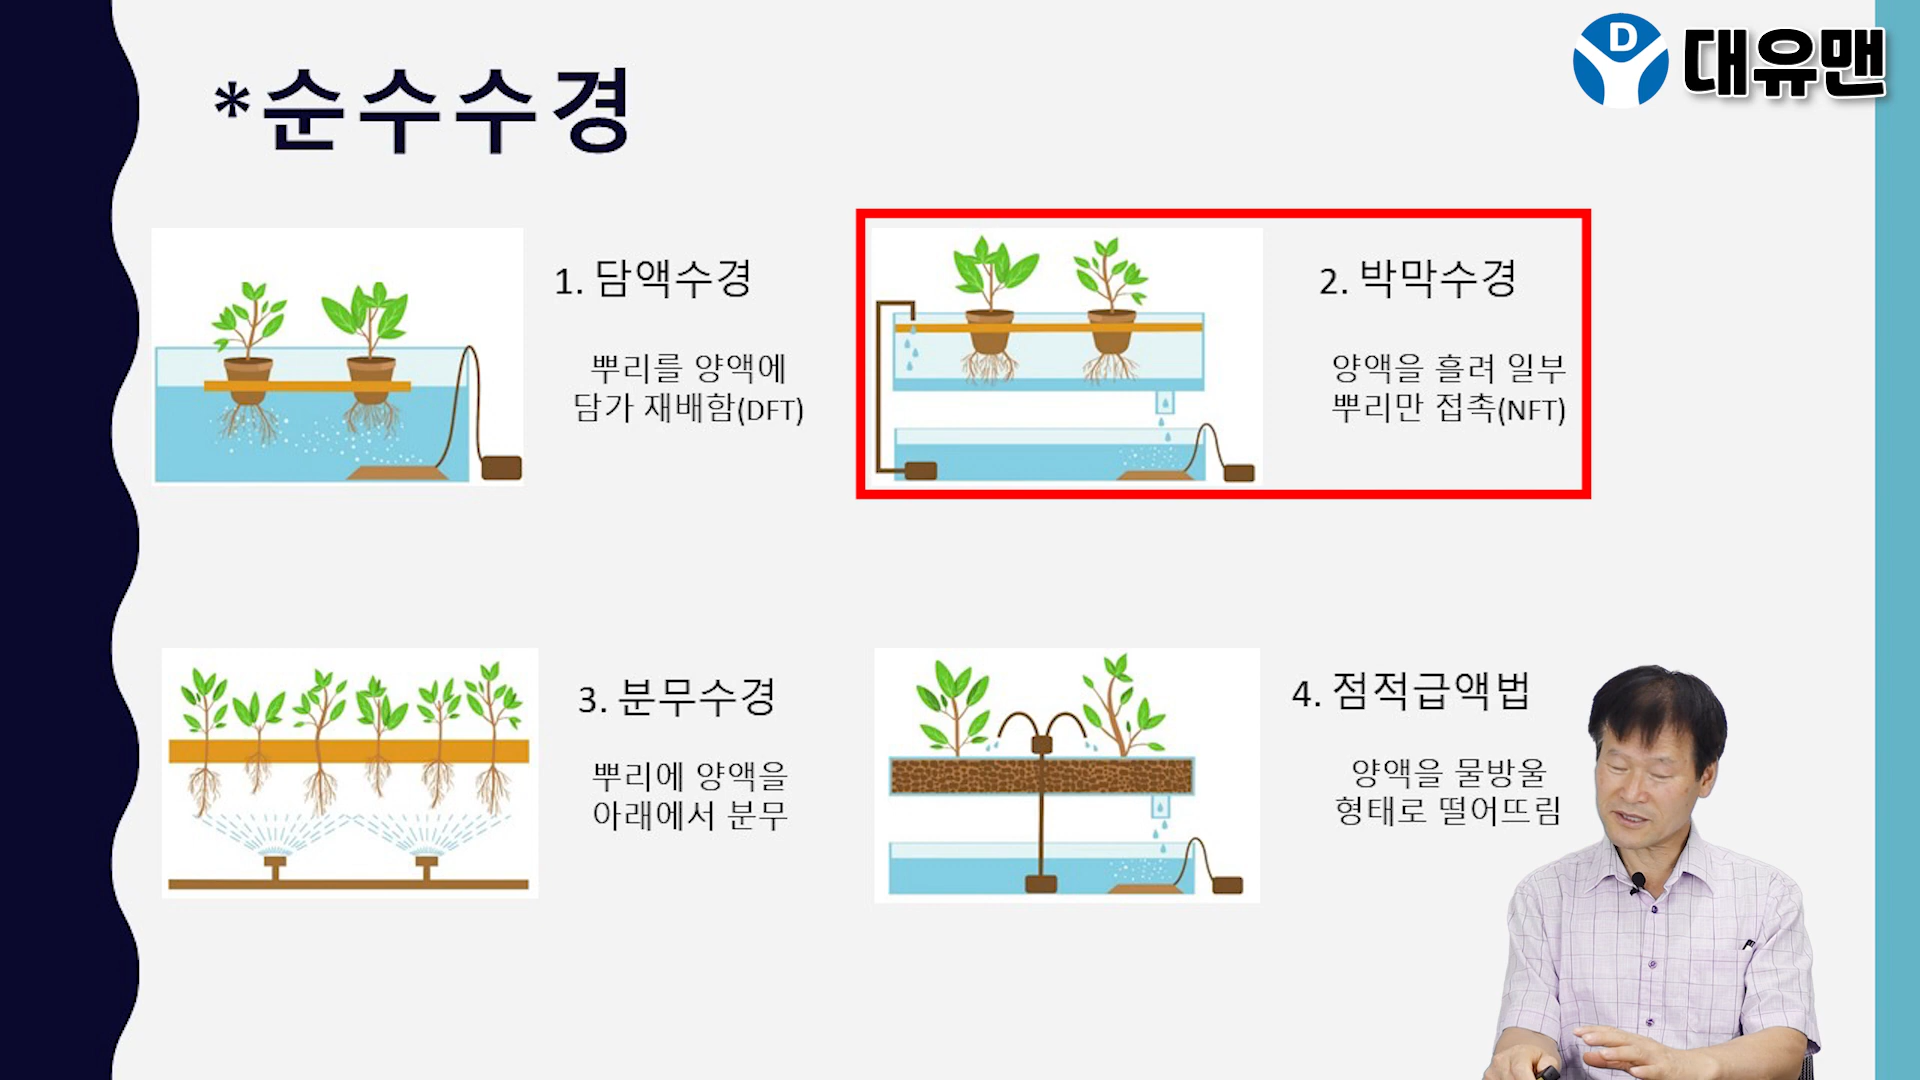 D 대유맨
*순수수경
1. 담액수경
뿌리를 양액에
담가 재배함(DFT)
2. 박막수경
양액을 흘려 일부
뿌리만 접촉(NFT)
3. 분무수경
뿌리에 양액을
아래에서 분무
4. 점적급액법
양액을 물방울
형태로 떨어뜨림